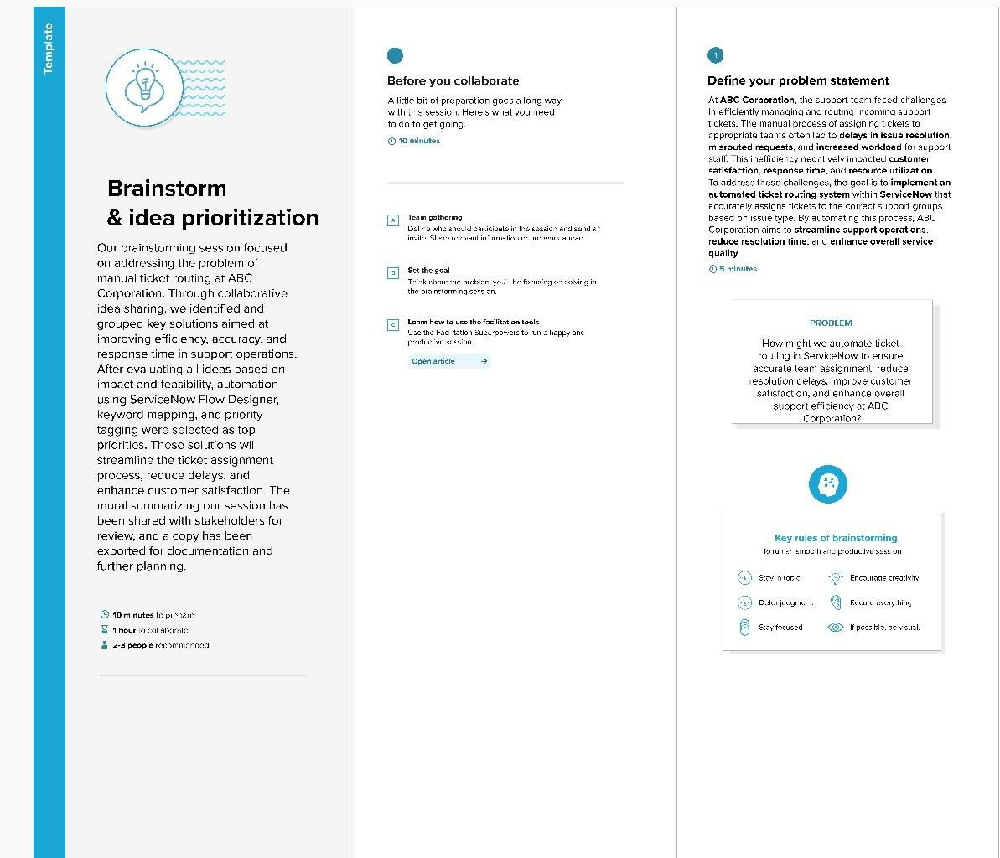 Template
Brainstorm
& idea prioritization
Our brainstorming session focused
on addressing the problem of
manual ticket routing at ABC
Corporation. Through collaborative
idea sharing, we identified and
grouped key solutions aimed at
improving efficiency, accuracy, and
response time in support operations.
After evaluating all ideas based on
impact and feasibility, automation
using ServiceNow Flow Designer,
keyword mapping, and priority
tagging were selected as top
priorities. These solutions will
streamline the ticket assignment
process, reduce delays, and
enhance customer satisfaction. The
mural summarizing our session has
been shared with stakeholders for
review, and a copy has been
exported for documentation and
further planning.
10 minutes to prepare
1 hour to collaborate
2-3 people recommended
Before you collaborate
A little bit of preparation goes a long way
with this session. Here's what you need
to do to get going.
10 minutes
A
Team gathering
Define who should participate in the session and send an
invite. Share relevant information or pre-work ahead.
B
Set the goal
Think about the problem you'll be focusing on solving in
the brainstorming session.
C
Learn how to use the facilitation tools
Use the Facilitation Superpowers to run a happy and
productive session.
Open article
1
Define your problem statement
At ABC Corporation, the support team faced challenges
in efficiently managing and routing incoming support
tickets. The manual process of assigning tickets to
appropriate teams often led to delays in issue resolution,
misrouted requests, and increased workload for support
staff. This inefficiency negatively impacted customer
satisfaction, response time, and resource utilization.
To address these challenges, the goal is to implement an
automated ticket routing system within ServiceNow that
accurately assigns tickets to the correct support groups
based on issue type. By automating this process, ABC
Corporation aims to streamline support operations,
reduce resolution time, and enhance overall service
quality.
5 minutes
PROBLEM
How might we automate ticket
routing in ServiceNow to ensure
accurate team assignment, reduce
resolution delays, improve customer
satisfaction, and enhance overall
support efficiency at ABC
Corporation?
Key rules of brainstorming
To run an smooth and productive session
Stay in topic.
Encourage creativity
Defer judgment.
Recure everything
Stay focused
If possible, be visual.